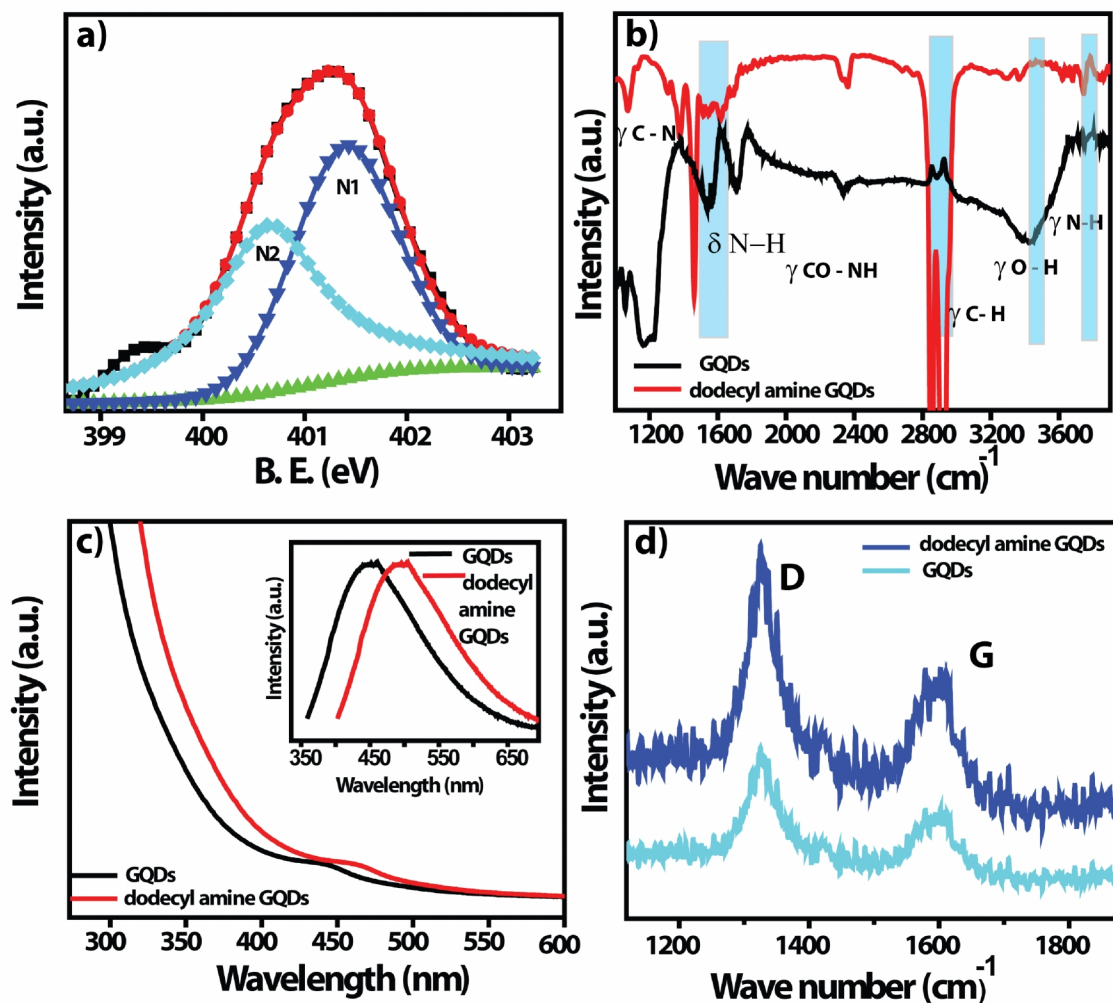 a)
N1
N2
Intensity (a.u.)
399 400 401 402 403
B. E. (eV)
b)
γ C - N
δ N–H
γ CO - NH
γ C- H
γ O - H
γ N-H
GQDs
dodecyl amine GQDs
Intensity (a.u.)
1200 1600 2000 2400 2800 3200 3600
Wave number (cm)-1
c)
GQDs
dodecyl
amine
GQDs
Intensity (a.u.)
350 450 550 650
Wavelength (nm)
GQDs
dodecyl amine GQDs
Intensity (a.u.)
300 350 400 450 500 550 600
Wavelength (nm)
d)
dodecyl amine GQDs
GQDs
D
G
Intensity (a.u.)
1200 1400 1600 1800
Wave number (cm)-1